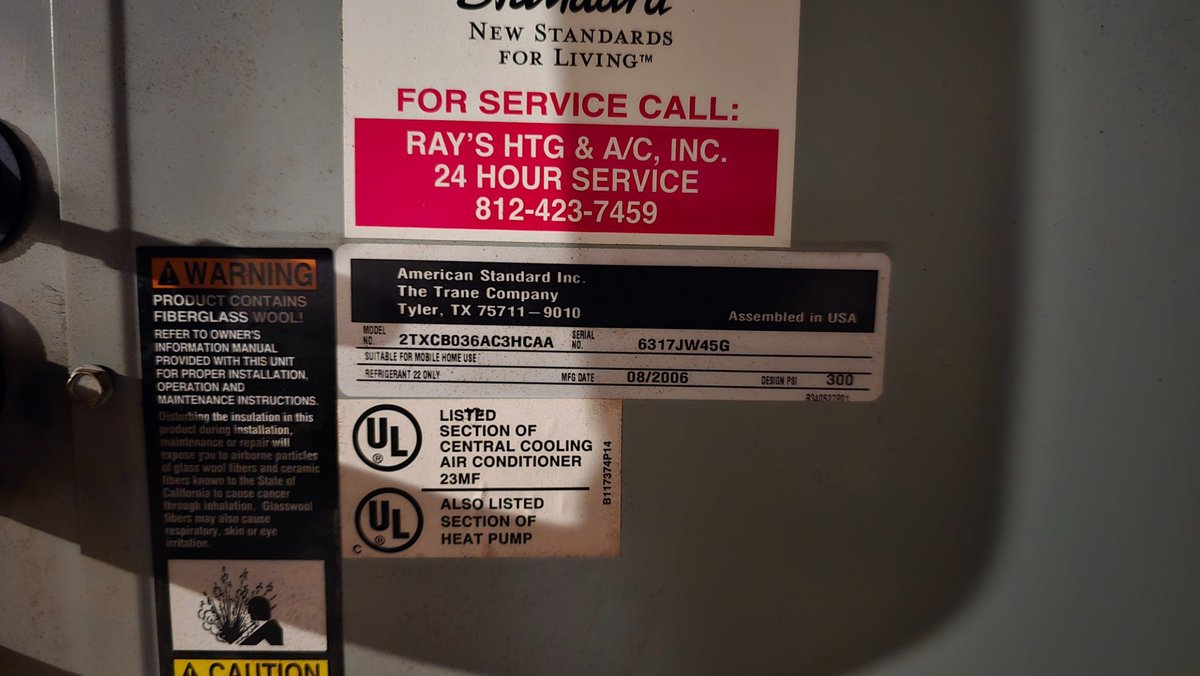 Standard
NEW STANDARDS
FOR LIVING™
FOR SERVICE CALL:
RAY'S HTG & A/C, INC.
24 HOUR SERVICE
812-423-7459
WARNING
PRODUCT CONTAINS
FIBERGLASS WOOL!
REFER TO OWNER'S
INFORMATION MANUAL
PROVIDED WITH THIS UNIT
FOR PROPER INSTALLATION,
OPERATION AND
MAINTENANCE INSTRUCTIONS.
Disturbing the insulation in this
product during installation,
maintenance or repair will
expose you to airborne particles
of glass wool fibers and ceramic
fibers known to the State of
California to cause cancer
through inhalation. Glasswool
fibers may also cause
respiratory, skin or eye
irritation.
CAUTION
American Standard Inc.
The Trane Company
Tyler, TX 75711-9010
Assembled in USA
MODEL NO. 2TXCB036AC3HCAA SERIAL NO. 6317JW45G
SUITABLE FOR MOBILE HOME USE
REFRIGERANT 22 ONLY MFG DATE 08/2006 DESIGN PSI 300
UL ®
LISTED
SECTION OF
CENTRAL COOLING
AIR CONDITIONER
23MF
C UL ®
ALSO LISTED
SECTION OF
HEAT PUMP
B117374P14